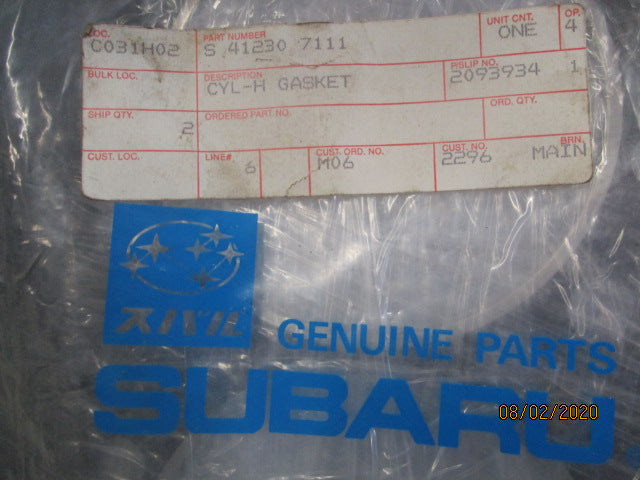 LOC. PART NUMBER UNIT CNT. OP.
C031H02 S 41230 7111 ONE 4
BULK LOC. DESCRIPTION P/SLIP NO.
CYL-H GASKET 2093934 1
SHIP QTY. ORDERED PART NO. ORD. QTY.
2
CUST. LOC. LINE# CUST. ORD. NO. CUST. NO. BRN.
6 M06 2296 MAIN
スバル
GENUINE PARTS
SUBARU®
08/02/2020